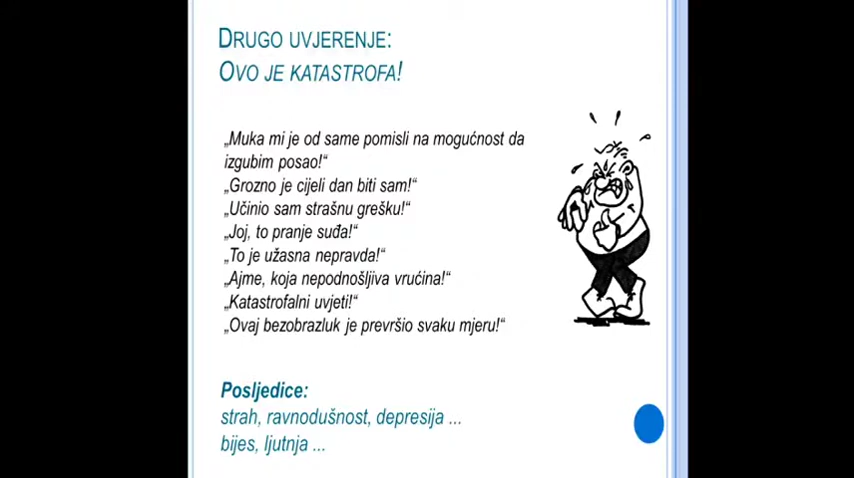 DRUGO UVJERENJE:
OVO JE KATASTROFA!
„Muka mi je od same pomisli na mogućnost da
izgubim posao!“
„Grozno je cijeli dan biti sam!“
„Učinio sam strašnu grešku!“
„Joj, to pranje suđa!“
„To je užasna nepravda!“
„Ajme, koja nepodnošljiva vrućina!“
„Katastrofalni uvjeti!“
„Ovaj bezobrazluk je prevršio svaku mjeru!“
Posljedice:
strah, ravnodušnost, depresija ...
bijes, ljutnja ...